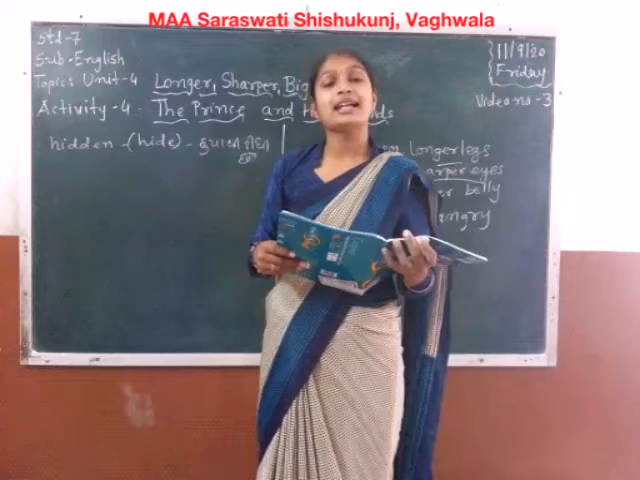 MAA Saraswati Shishukunj, Vaghwala
Std-7
Sub.English
Topic: Unit-4 Longer, Sharper, Big
Activity-4. The Prince and
11/9/20
Friday
Video no-3
hidden - (hide) -
longer legs
eyes
belly